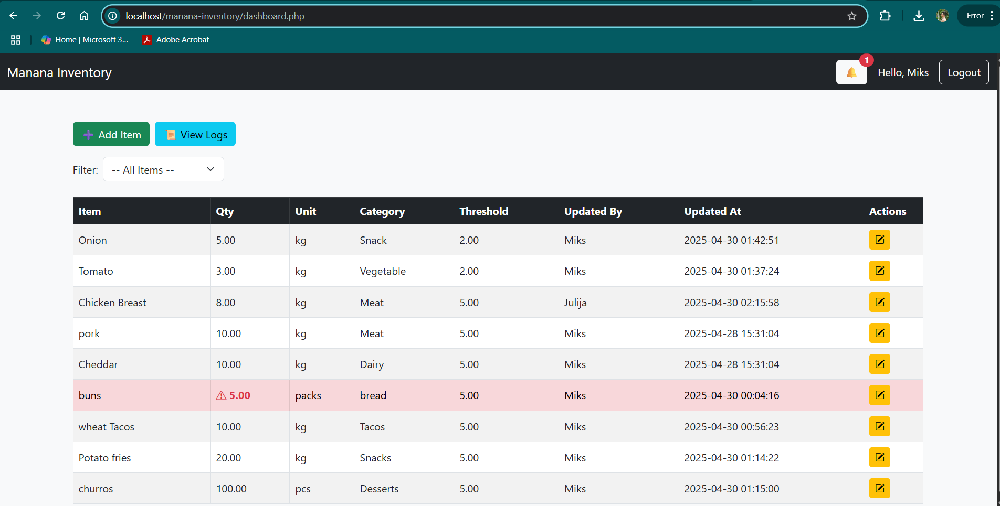 localhost/manana-inventory/dashboard.php
Error
Home | Microsoft 3...
Adobe Acrobat
Manana Inventory
1
Hello, Miks
Logout
Add Item
View Logs
Filter: -- All Items --
Item Qty Unit Category Threshold Updated By Updated At Actions
Onion 5.00 kg Snack 2.00 Miks 2025-04-30 01:42:51
Tomato 3.00 kg Vegetable 2.00 Miks 2025-04-30 01:37:24
Chicken Breast 8.00 kg Meat 5.00 Julija 2025-04-30 02:15:58
pork 10.00 kg Meat 5.00 Miks 2025-04-28 15:31:04
Cheddar 10.00 kg Dairy 5.00 Miks 2025-04-28 15:31:04
buns 5.00 packs bread 5.00 Miks 2025-04-30 00:04:16
wheat Tacos 10.00 kg Tacos 5.00 Miks 2025-04-30 00:56:23
Potato fries 20.00 kg Snacks 5.00 Miks 2025-04-30 01:14:22
churros 100.00 pcs Desserts 5.00 Miks 2025-04-30 01:15:00